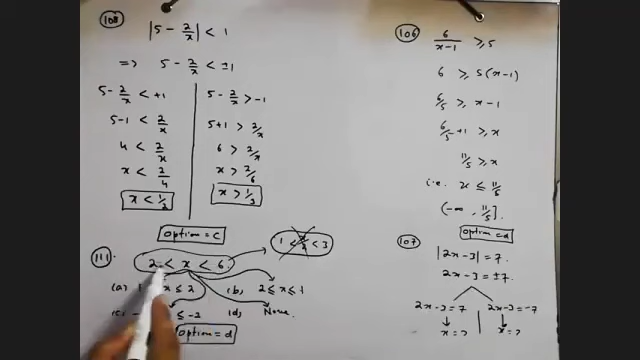 108
|5 - 2/x| < 1
=> 5 - 2/x < ±1
5 - 2/x < +1
5 - 1 < 2/x
4 < 2/x
x < 2/4
x < 1/2
5 - 2/x > -1
5+1 > 2/x
6 > 2/x
x > 2/6
x > 1/3
Option = c
111.
2 < x < 6
1 < x/2 < 3
(a) x ≤ 2
(b) 2 ≤ x ≤ 1
(c) ≤ -2
(d) None.
Option = d
106
6/(x-1) ≥ 5
6 ≥ 5(x-1)
6/5 ≥ x-1
6/5 + 1 ≥ x
11/5 ≥ x
i.e. x ≤ 11/5
(-∞, 11/5].
Option = d
107
|2x-3| = 7.
2x-3 = ±7.
2x-3 = 7
2x-3 = -7
x = ?
x = ?